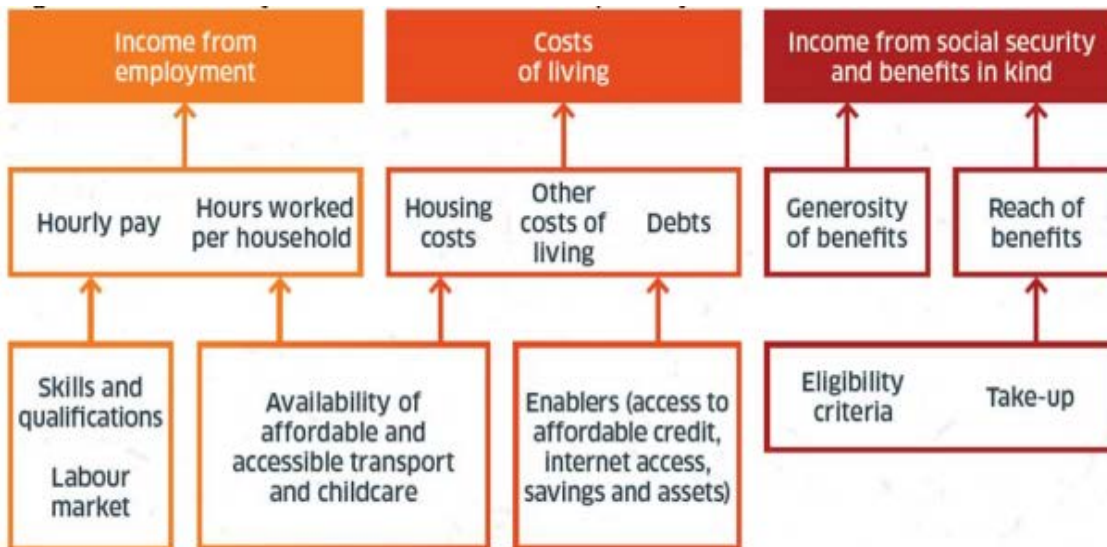 Income from
employment
Costs
of living
Income from social security
and benefits in kind
Hourly pay
Hours worked
per household
Housing
costs
Other
costs of
living
Debts
Generosity
of benefits
Reach of
benefits
Skills and
qualifications
Labour
market
Availability of
affordable and
accessible transport
and childcare
Enablers (access to
affordable credit,
internet access,
savings and assets)
Eligibility
criteria
Take-up